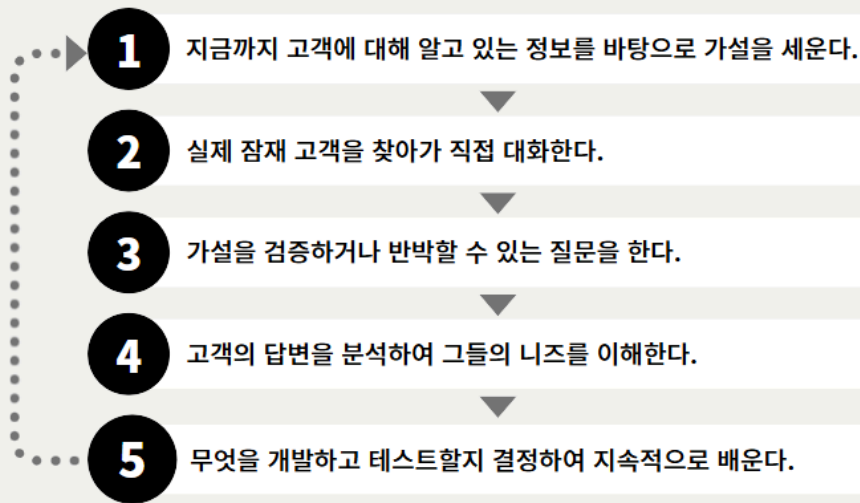 1 지금까지 고객에 대해 알고 있는 정보를 바탕으로 가설을 세운다.
2 실제 잠재 고객을 찾아가 직접 대화한다.
3 가설을 검증하거나 반박할 수 있는 질문을 한다.
4 고객의 답변을 분석하여 그들의 니즈를 이해한다.
5 무엇을 개발하고 테스트할지 결정하여 지속적으로 배운다.